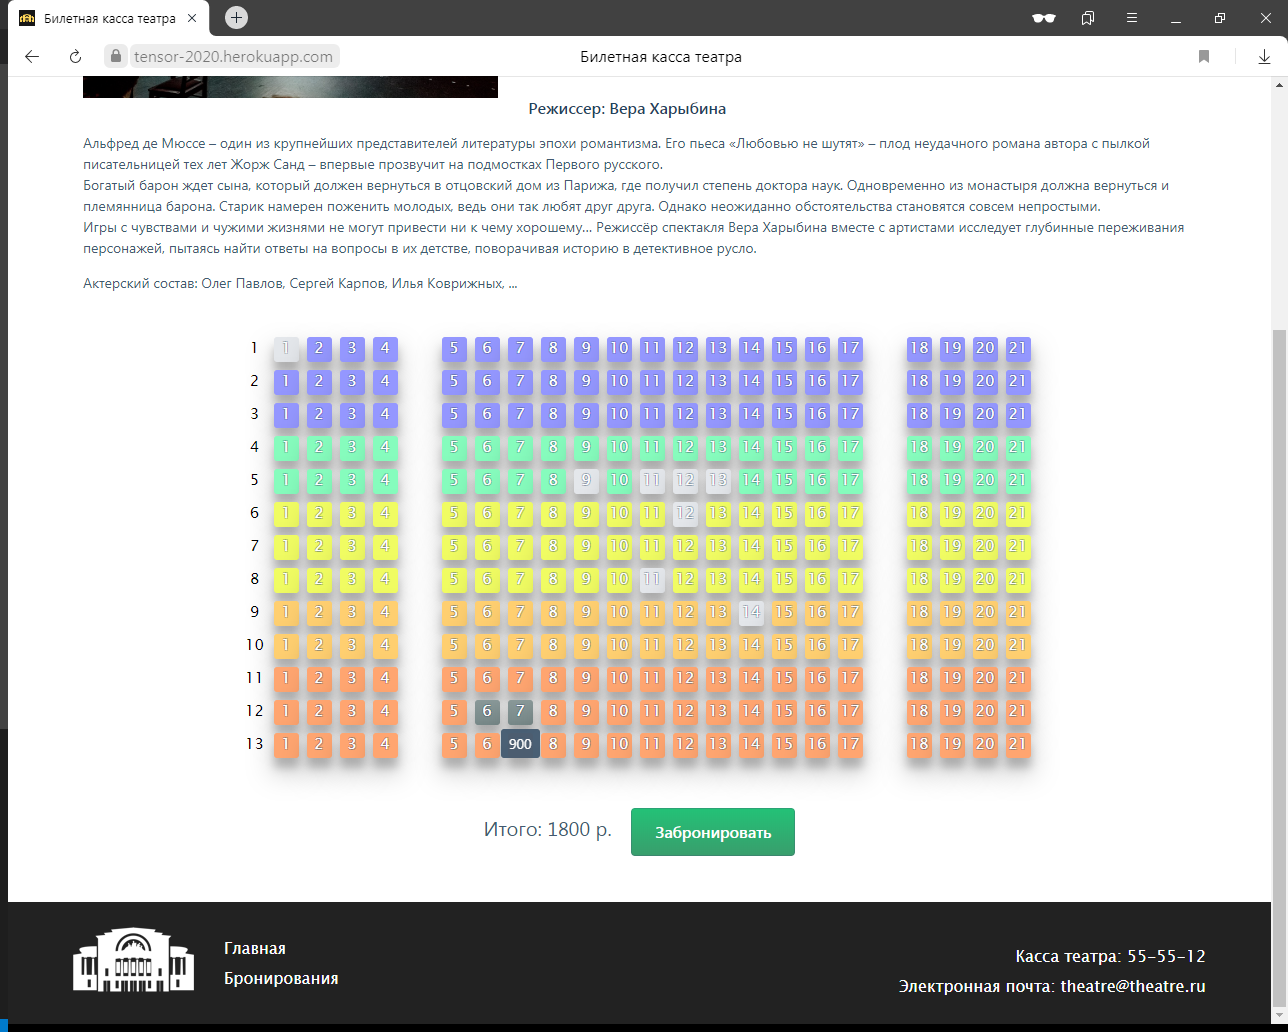 Билетная касса театра
tensor-2020.herokuapp.com
Билетная касса театра
Режиссер: Вера Харыбина
Альфред де Мюссе – один из крупнейших представителей литературы эпохи романтизма. Его пьеса «Любовью не шутят» – плод неудачного романа автора с пылкой
писательницей тех лет Жорж Санд – впервые прозвучит на подмостках Первого русского.
Богатый барон ждет сына, который должен вернуться в отцовский дом из Парижа, где получил степень доктора наук. Одновременно из монастыря должна вернуться и
племянница барона. Старик намерен поженить молодых, ведь они так любят друг друга. Однако неожиданно обстоятельства становятся совсем непростыми.
Игры с чувствами и чужими жизнями не могут привести ни к чему хорошему... Режиссёр спектакля Вера Харыбина вместе с артистами исследует глубинные переживания
персонажей, пытаясь найти ответы на вопросы в их детстве, поворачивая историю в детективное русло.
Актерский состав: Олег Павлов, Сергей Карпов, Илья Коврижных, ...
1 1 2 3 4 5 6 7 8 9 10 11 12 13 14 15 16 17 18 19 20 21
2 1 2 3 4 5 6 7 8 9 10 11 12 13 14 15 16 17 18 19 20 21
3 1 2 3 4 5 6 7 8 9 10 11 12 13 14 15 16 17 18 19 20 21
4 1 2 3 4 5 6 7 8 9 10 11 12 13 14 15 16 17 18 19 20 21
5 1 2 3 4 5 6 7 8 9 10 11 12 13 14 15 16 17 18 19 20 21
6 1 2 3 4 5 6 7 8 9 10 11 12 13 14 15 16 17 18 19 20 21
7 1 2 3 4 5 6 7 8 9 10 11 12 13 14 15 16 17 18 19 20 21
8 1 2 3 4 5 6 7 8 9 10 11 12 13 14 15 16 17 18 19 20 21
9 1 2 3 4 5 6 7 8 9 10 11 12 13 14 15 16 17 18 19 20 21
10 1 2 3 4 5 6 7 8 9 10 11 12 13 14 15 16 17 18 19 20 21
11 1 2 3 4 5 6 7 8 9 10 11 12 13 14 15 16 17 18 19 20 21
12 1 2 3 4 5 6 7 8 9 10 11 12 13 14 15 16 17 18 19 20 21
13 1 2 3 4 5 6 900 8 9 10 11 12 13 14 15 16 17 18 19 20 21
Итого: 1800 р. Забронировать
Главная
Бронирования
Касса театра: 55-55-12
Электронная почта: theatre@theatre.ru